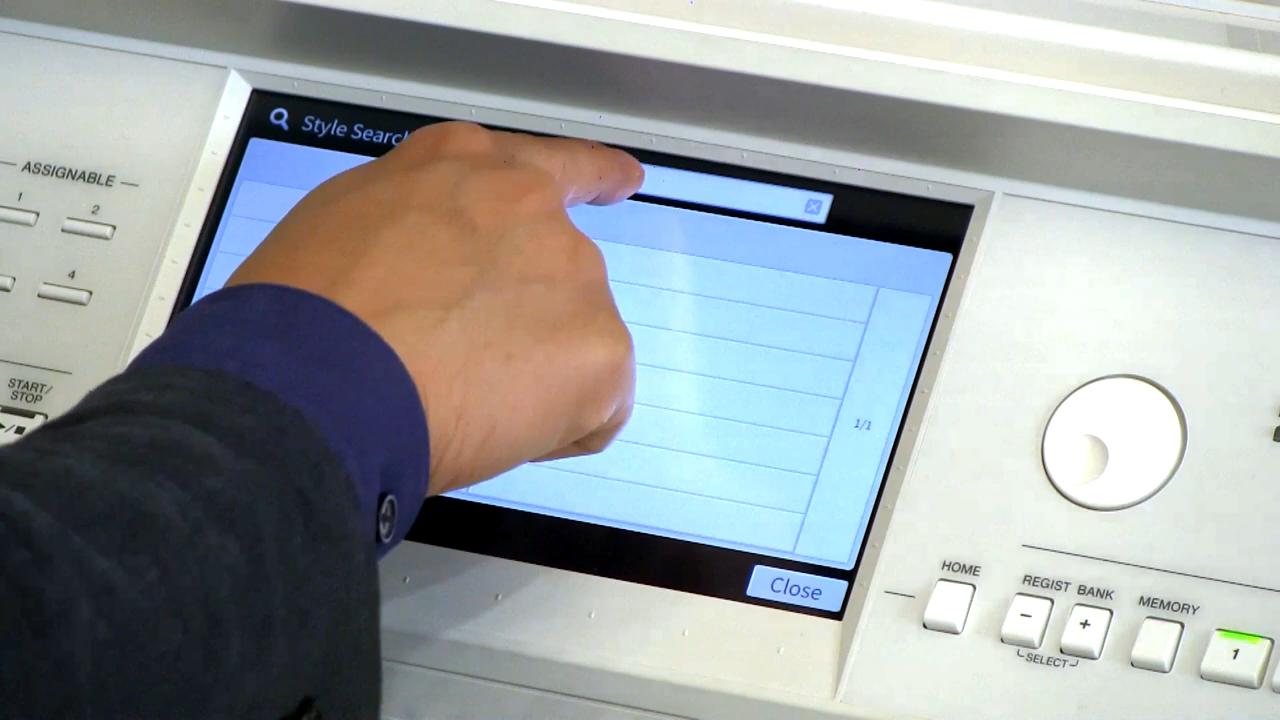 Style Search
ASSIGNABLE
1
2
4
START/
STOP
1/1
Close
HOME
REGIST BANK
−
+
SELECT
MEMORY
1